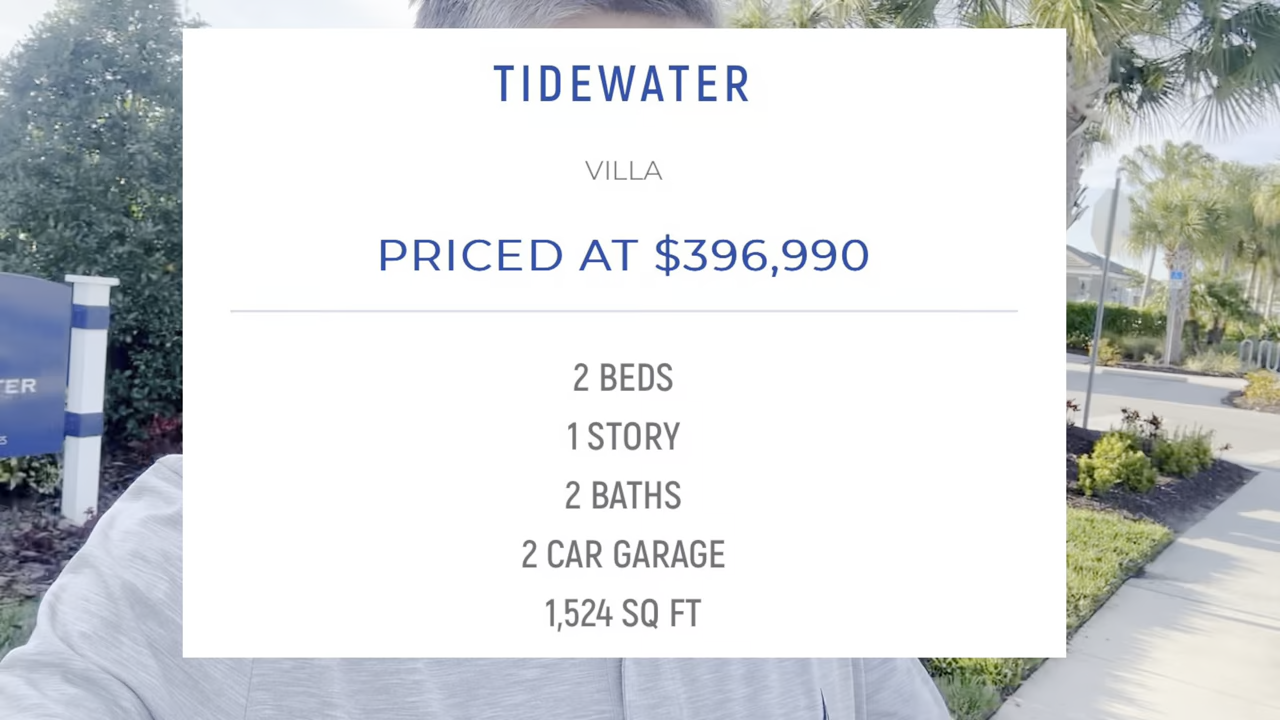 TIDEWATER
VILLA
PRICED AT $396,990
2 BEDS
1 STORY
2 BATHS
2 CAR GARAGE
1,524 SQ FT
TER